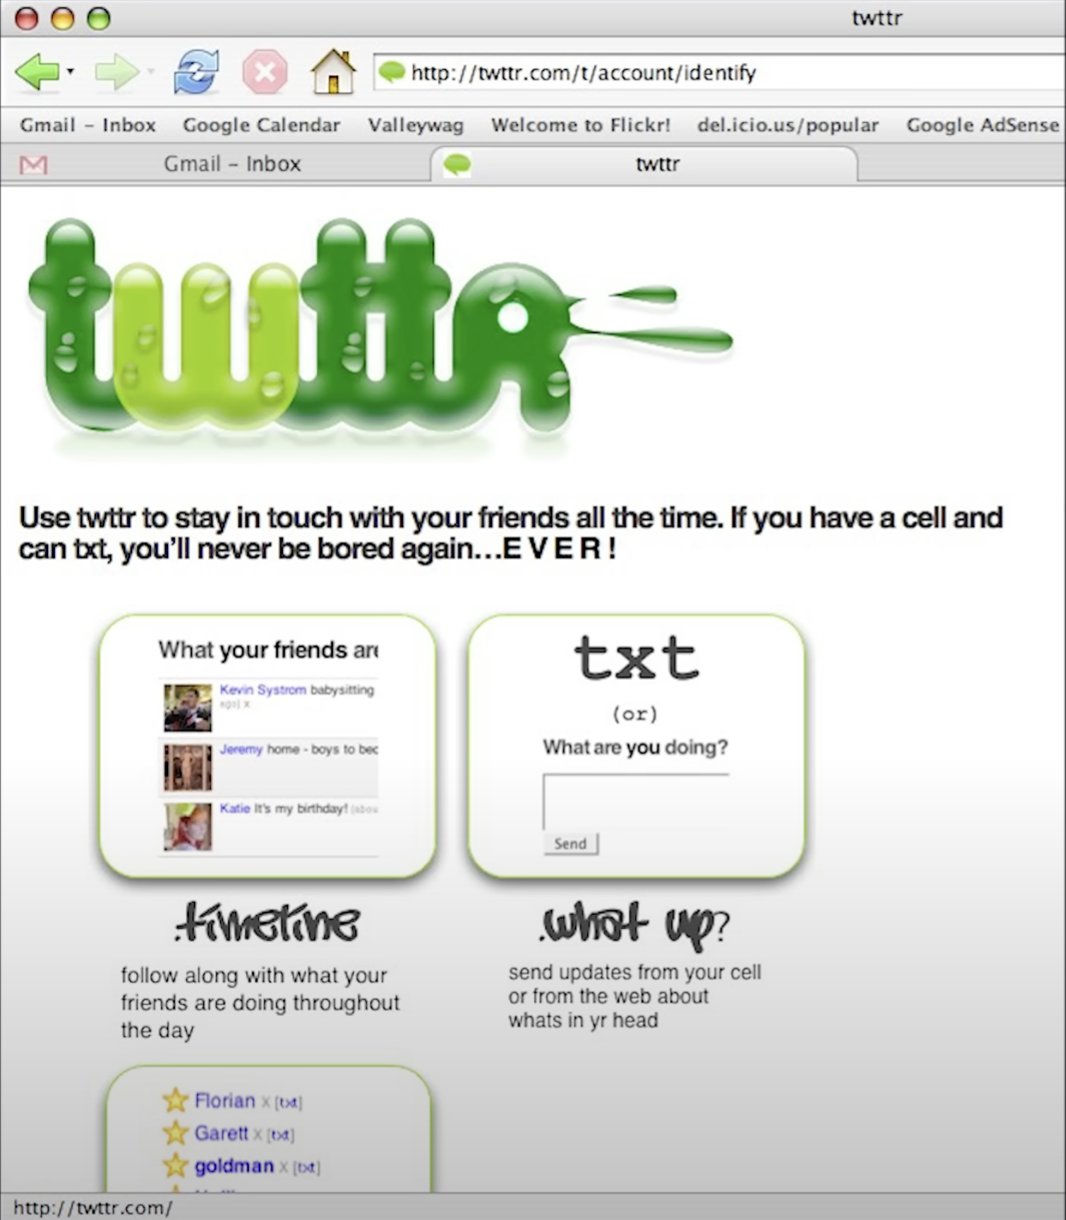 twttr
http://twttr.com/t/account/identify
Gmail – Inbox Google Calendar Valleywag Welcome to Flickr! del.icio.us/popular Google AdSense
Gmail – Inbox twttr
twttr
Use twttr to stay in touch with your friends all the time. If you have a cell and
can txt, you'll never be bored again...E V E R !
What your friends are
Kevin Systrom babysitting
ago) x
Jeremy home - boys to bed
Katie It's my birthday! (abou
txt
(or)
What are you doing?
Send
.timeline
follow along with what your
friends are doing throughout
the day
.what up?
send updates from your cell
or from the web about
whats in yr head
Florian x [txt]
Garett x [txt]
goldman x [txt]
http://twttr.com/